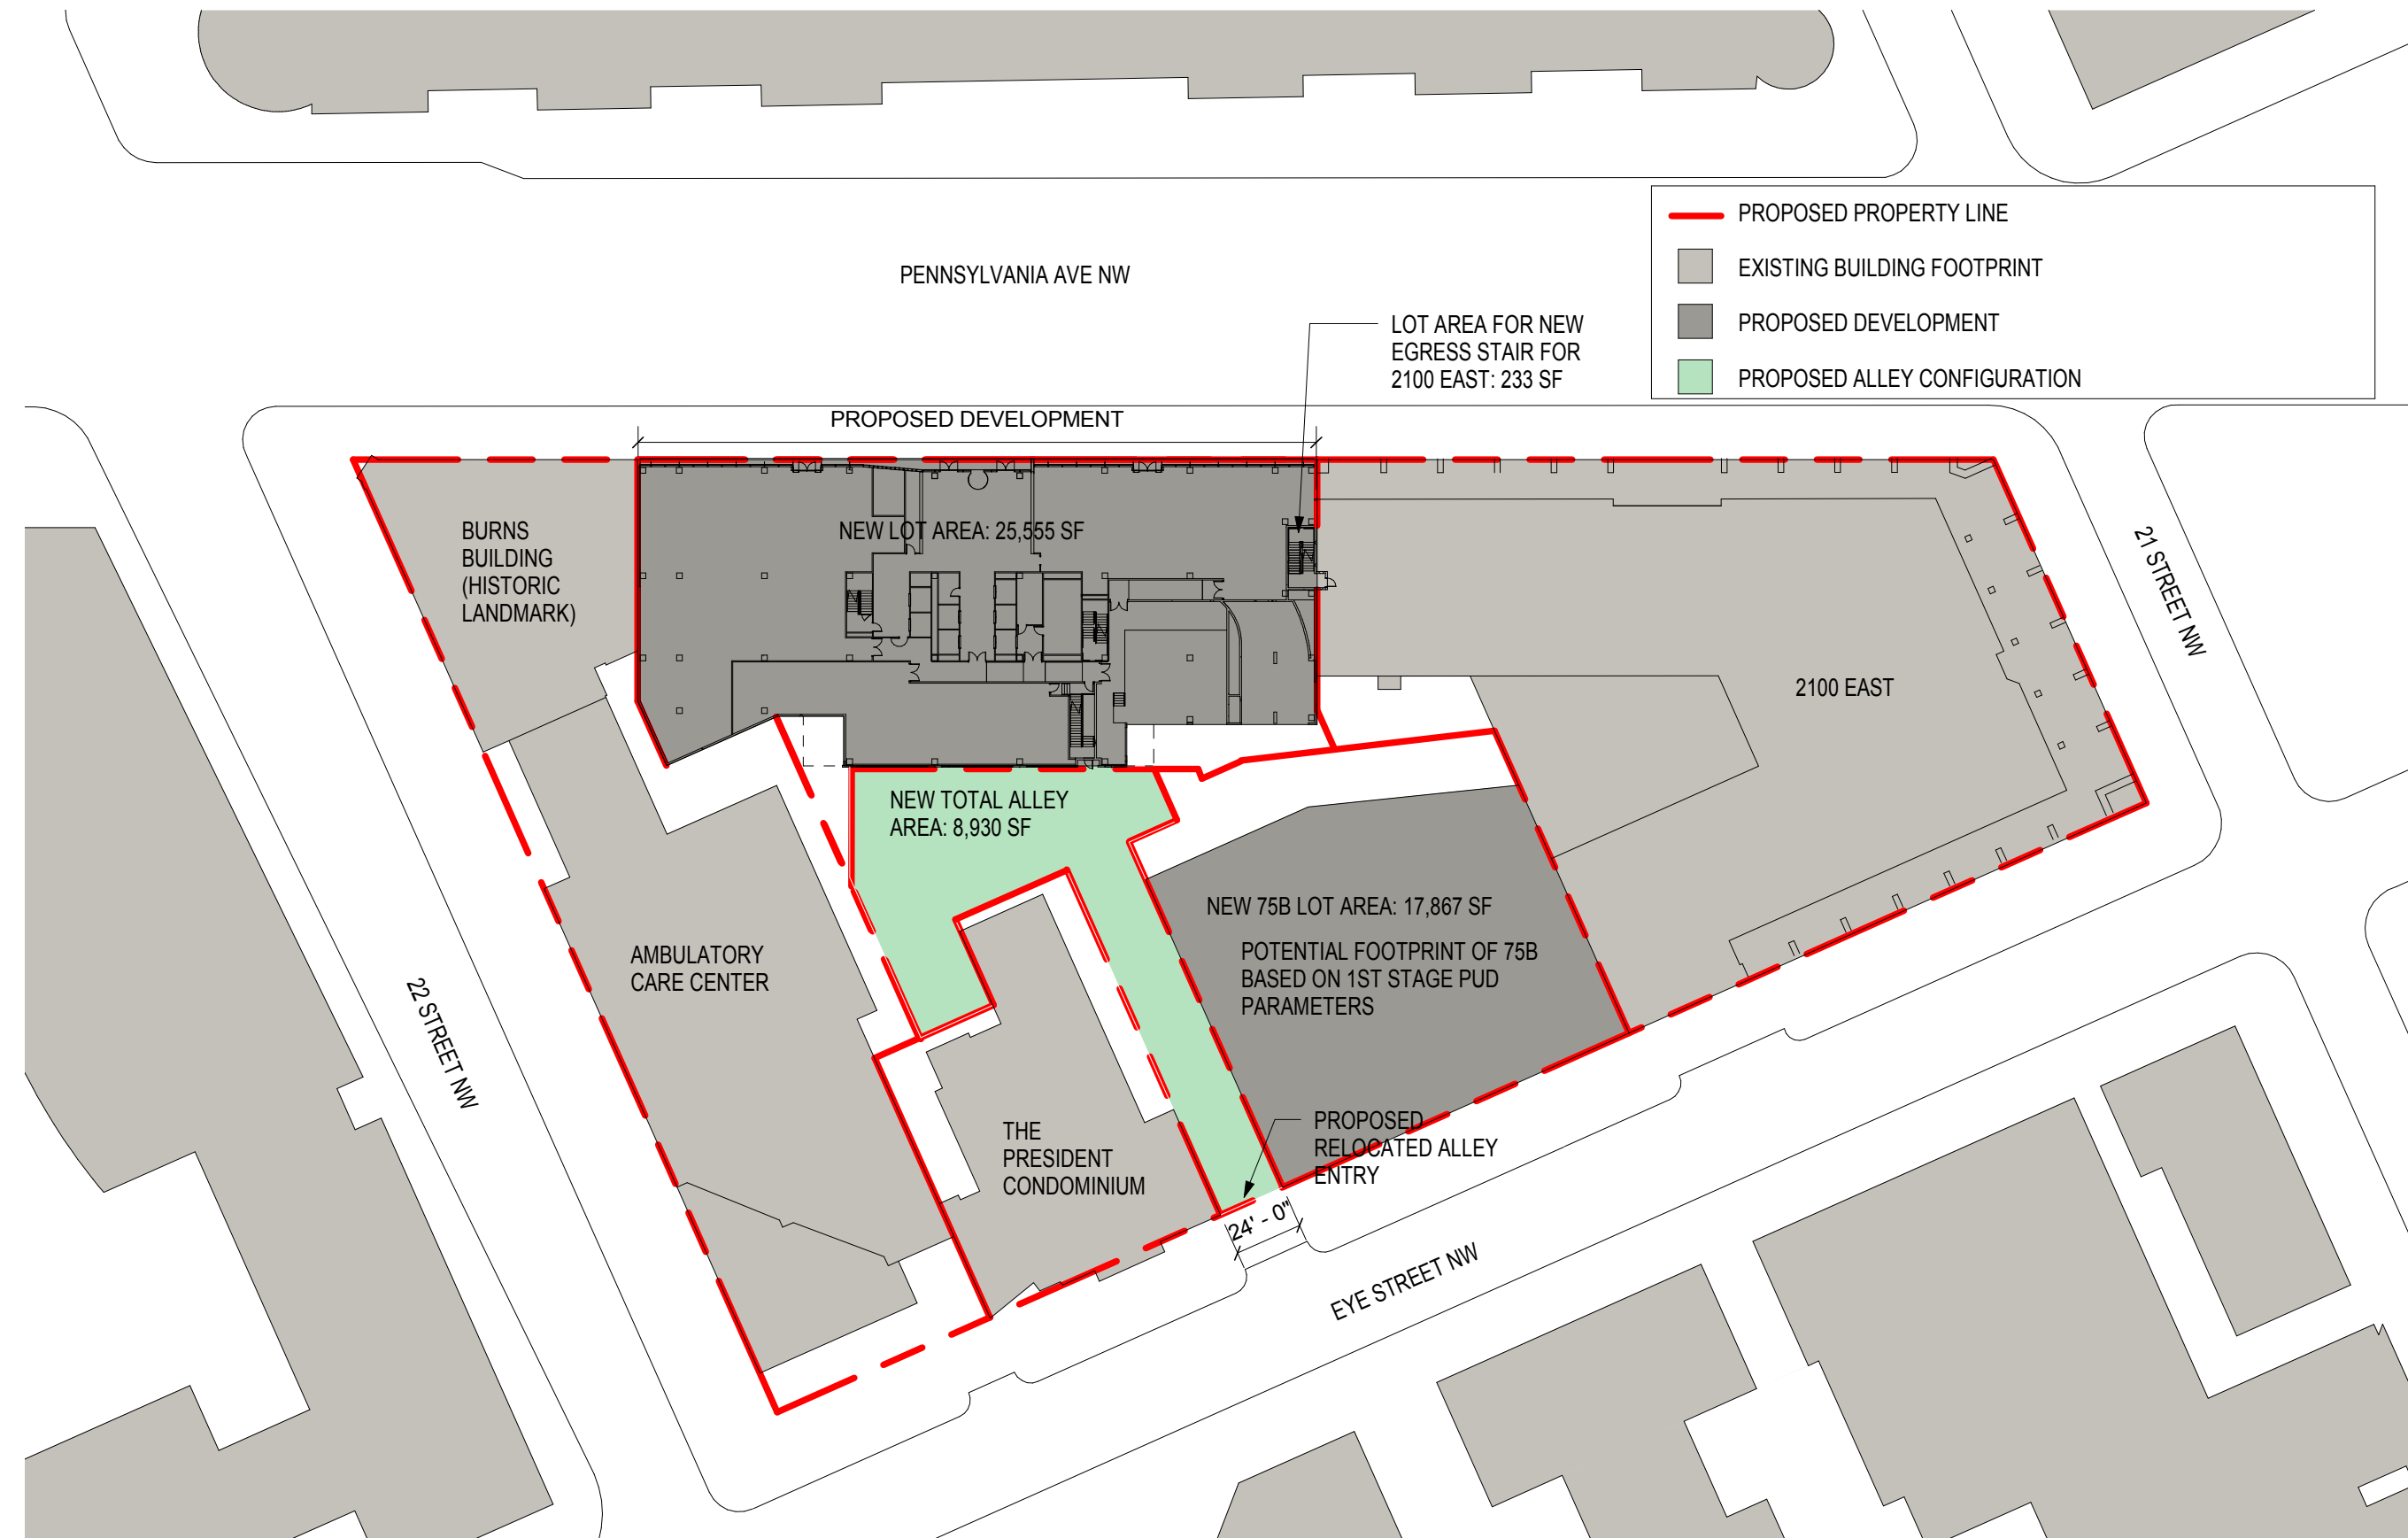 PROPOSED PROPERTY LINE
EXISTING BUILDING FOOTPRINT
PROPOSED DEVELOPMENT
PROPOSED ALLEY CONFIGURATION
PENNSYLVANIA AVE NW
LOT AREA FOR NEW
EGRESS STAIR FOR
2100 EAST: 233 SF
PROPOSED DEVELOPMENT
BURNS
BUILDING
(HISTORIC
LANDMARK)
NEW LOT AREA: 25,555 SF
21 STREET NW
2100 EAST
NEW TOTAL ALLEY
AREA: 8,930 SF
NEW 75B LOT AREA: 17,867 SF
POTENTIAL FOOTPRINT OF 75B
BASED ON 1ST STAGE PUD
PARAMETERS
AMBULATORY
CARE CENTER
22 STREET NW
THE
PRESIDENT
CONDOMINIUM
PROPOSED
RELOCATED ALLEY
ENTRY
24' - 0"
EYE STREET NW